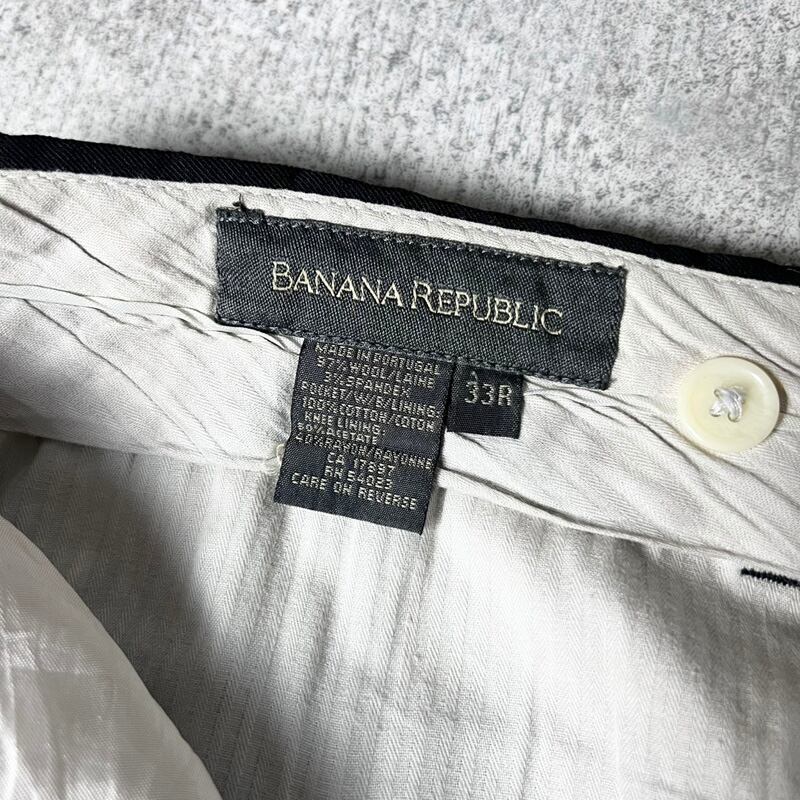 BANANA REPUBLIC
MADE IN PORTUGAL
97% WOOL/LAINE
3% SPANDEX
POCKET/W/B/LINING:
100% COTTON/COTON
KNEE LINING:
60% ACETATE
40% RAYON/RAYONNE
CA 17897
RN 54023
CARE ON REVERSE
33R